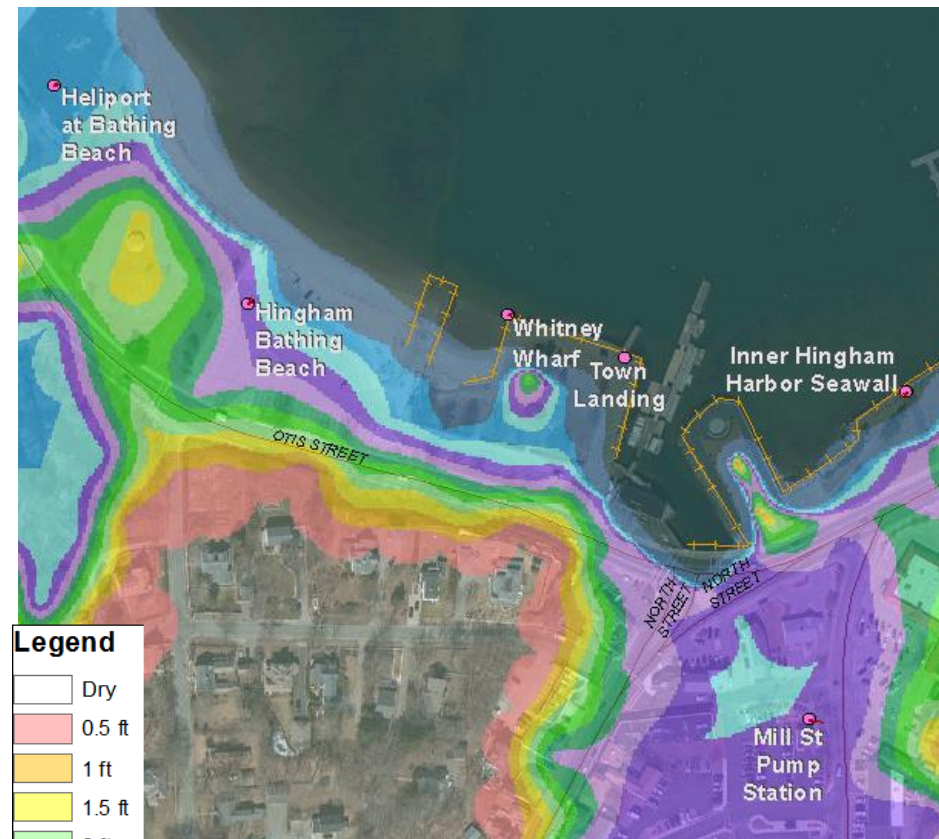 Heliport
at Bathing
Beach
Hingham
Bathing
Beach
Whitney
Wharf
Town
Landing
Inner Hingham
Harbor Seawall
OTIS STREET
NORTH
STREET
NORTH
STREET
Mill St
Pump
Station
Legend
Dry
0.5 ft
1 ft
1.5 ft